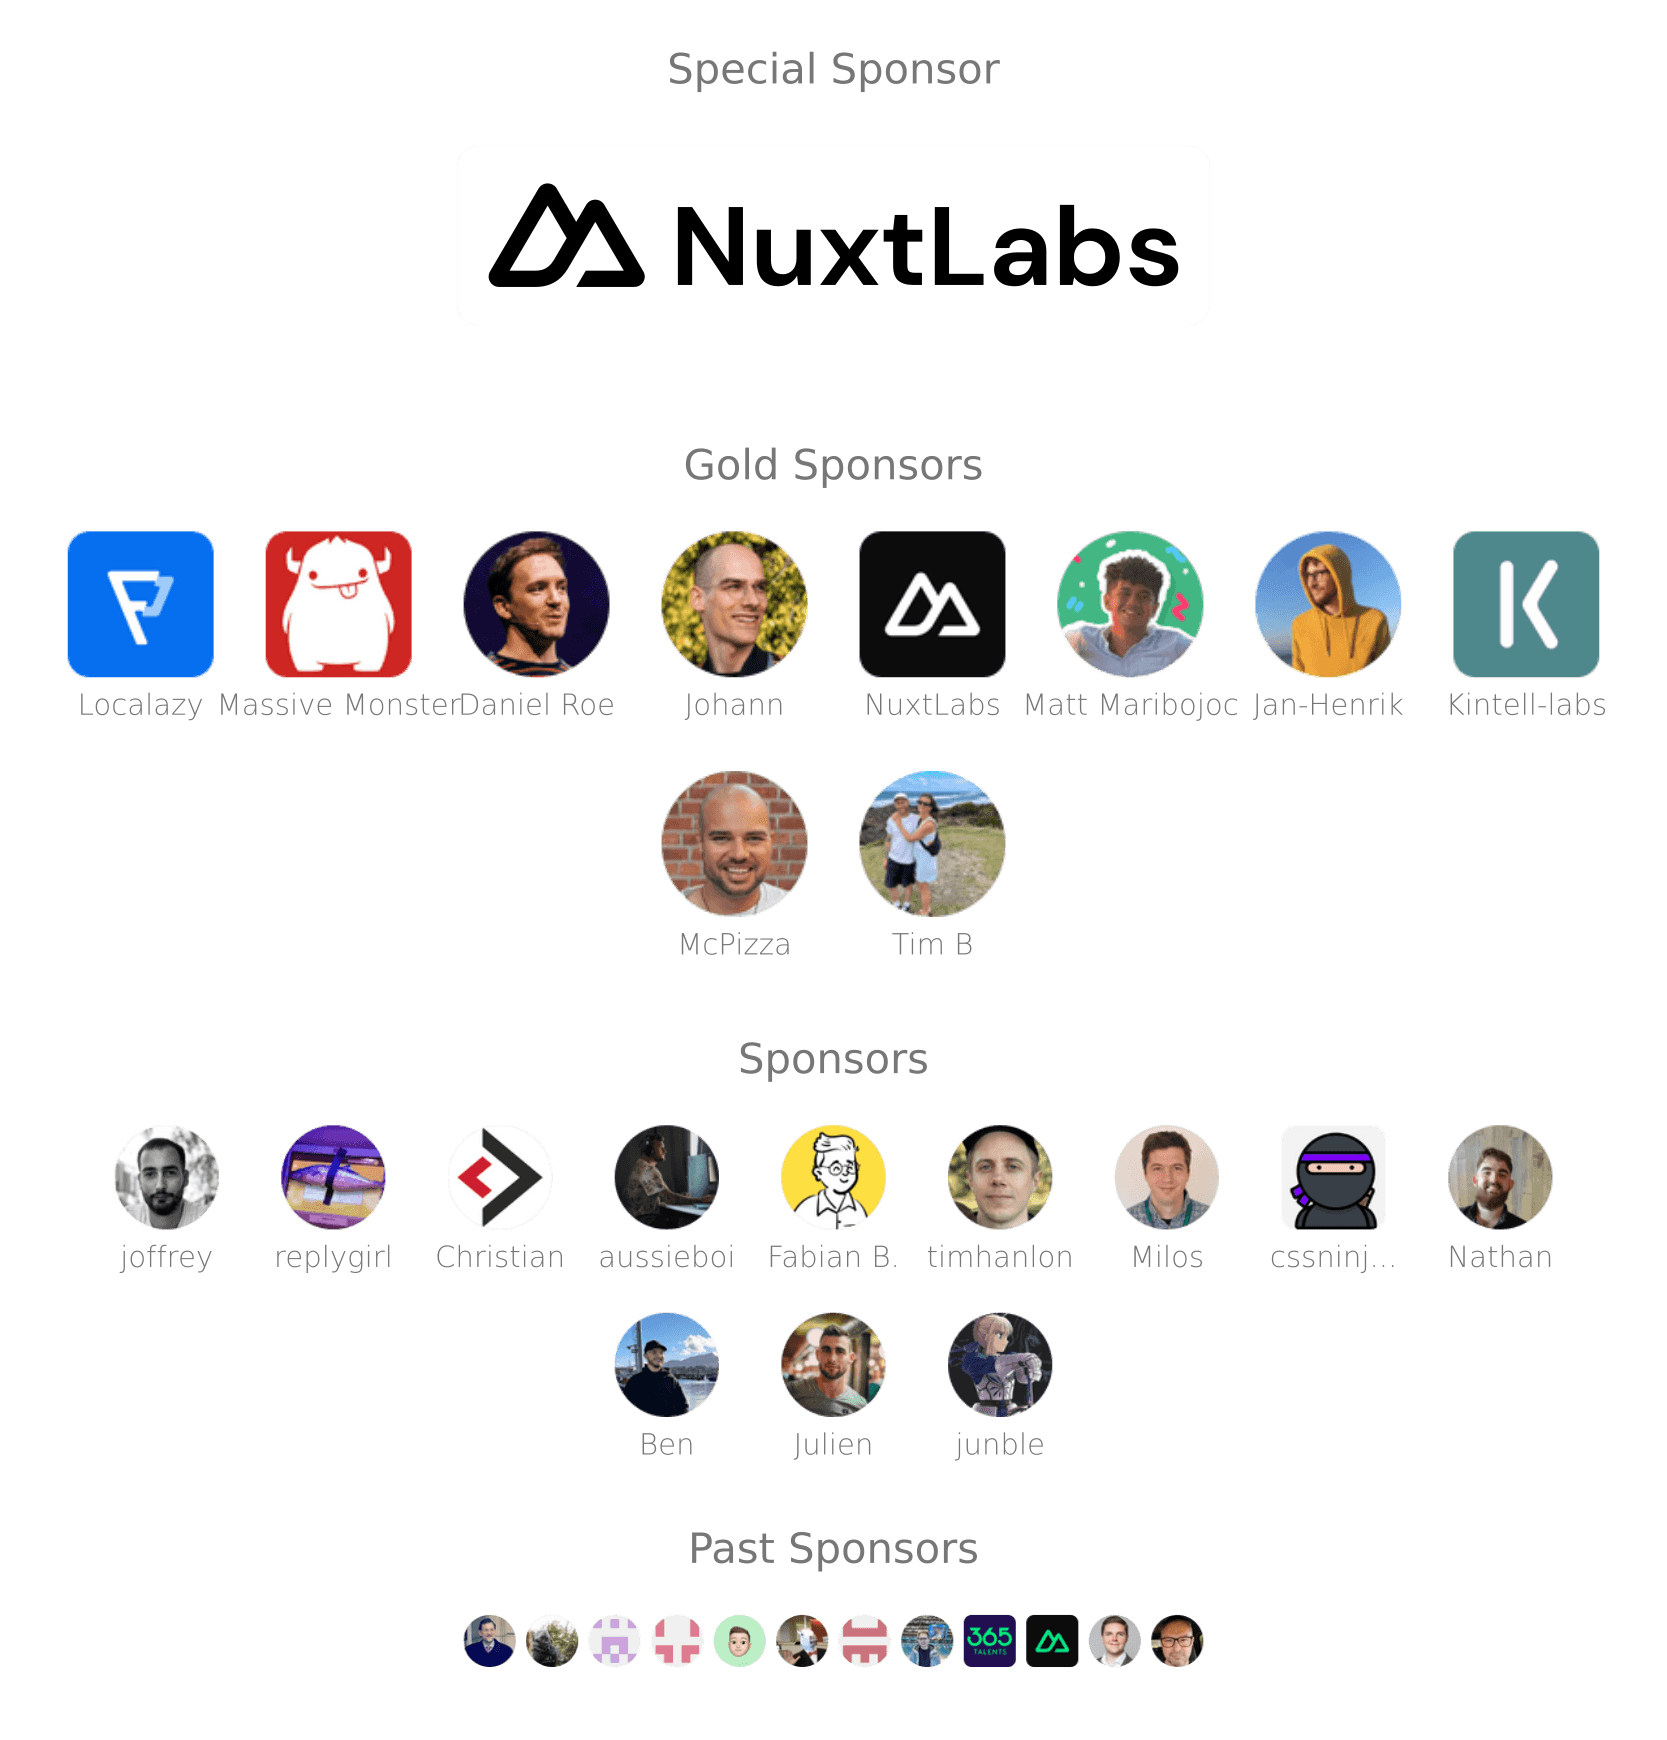 Special Sponsor
NuxtLabs
Gold Sponsors
Localazy Massive Monster Daniel Roe Johann NuxtLabs Matt Maribojoc Jan-Henrik Kintell-labs
McPizza Tim B
Sponsors
joffrey replygirl Christian aussieboi Fabian B. timhanlon Milos cssninj... Nathan
Ben Julien junble
Past Sponsors
365
TALENTS